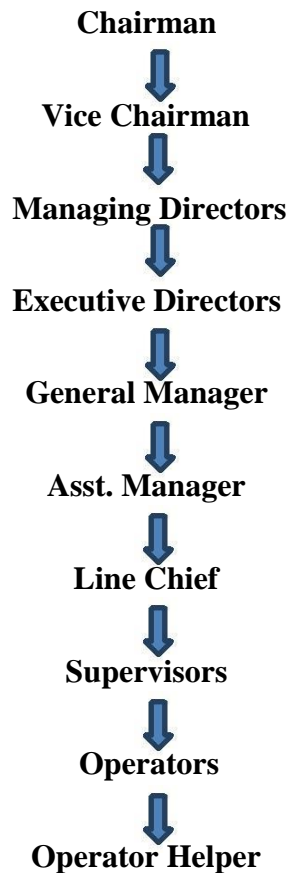 Chairman
Vice Chairman
Managing Directors
Executive Directors
General Manager
Asst. Manager
Line Chief
Supervisors
Operators
Operator Helper